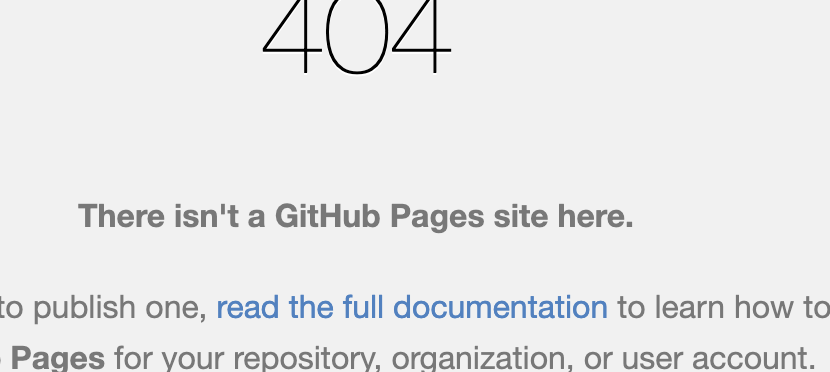 404
There isn't a GitHub Pages site here.
to publish one, read the full documentation to learn how to
Pages for your repository, organization, or user account.